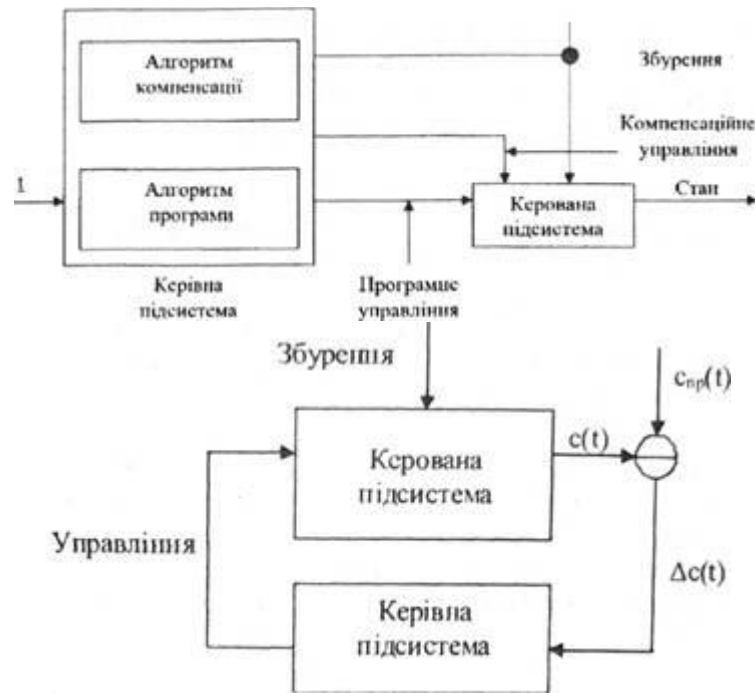 Алгоритм
компенсації
Збурення
Компенсаційне
управління
1
Алгоритм
програми
Керована
підсистема
Стан
Керівна
підсистема
Програмне
управління
Збурення
c_пр(t)
Керована
підсистема
c(t)
Управління
Δc(t)
Керівна
підсистема